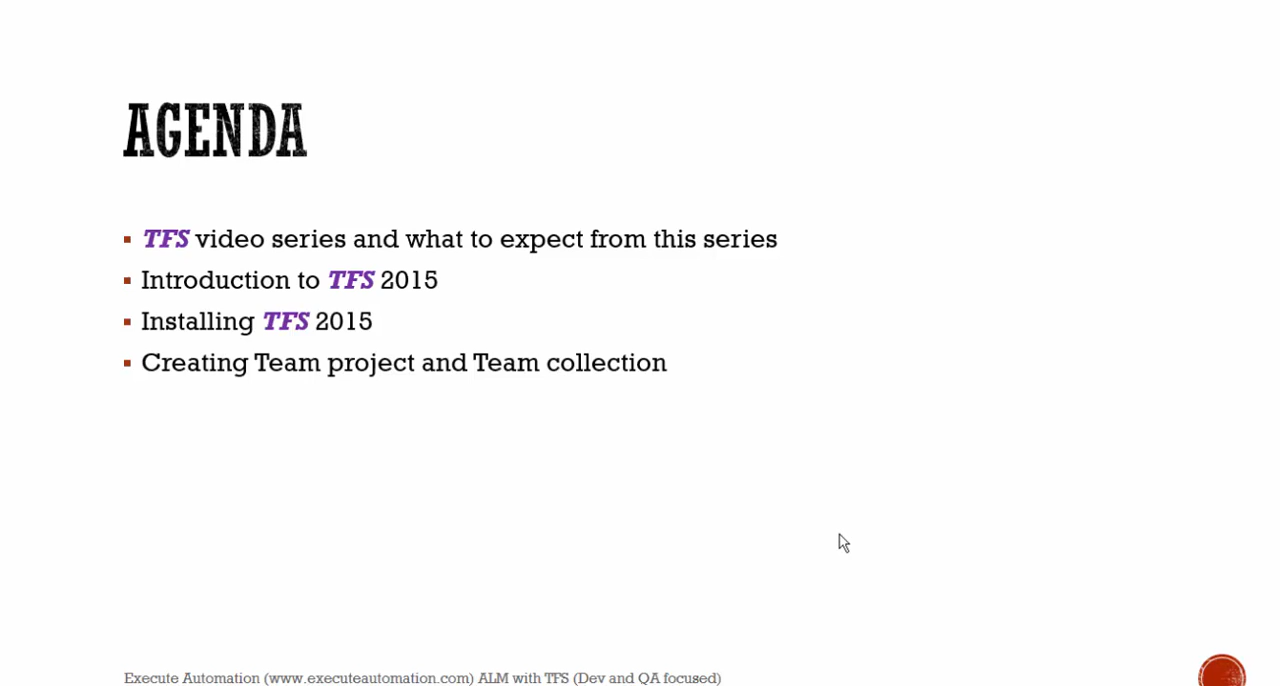 AGENDA
▪ TFS video series and what to expect from this series
▪ Introduction to TFS 2015
▪ Installing TFS 2015
▪ Creating Team project and Team collection
Execute Automation (www.executeautomation.com) ALM with TFS (Dev and QA focused)